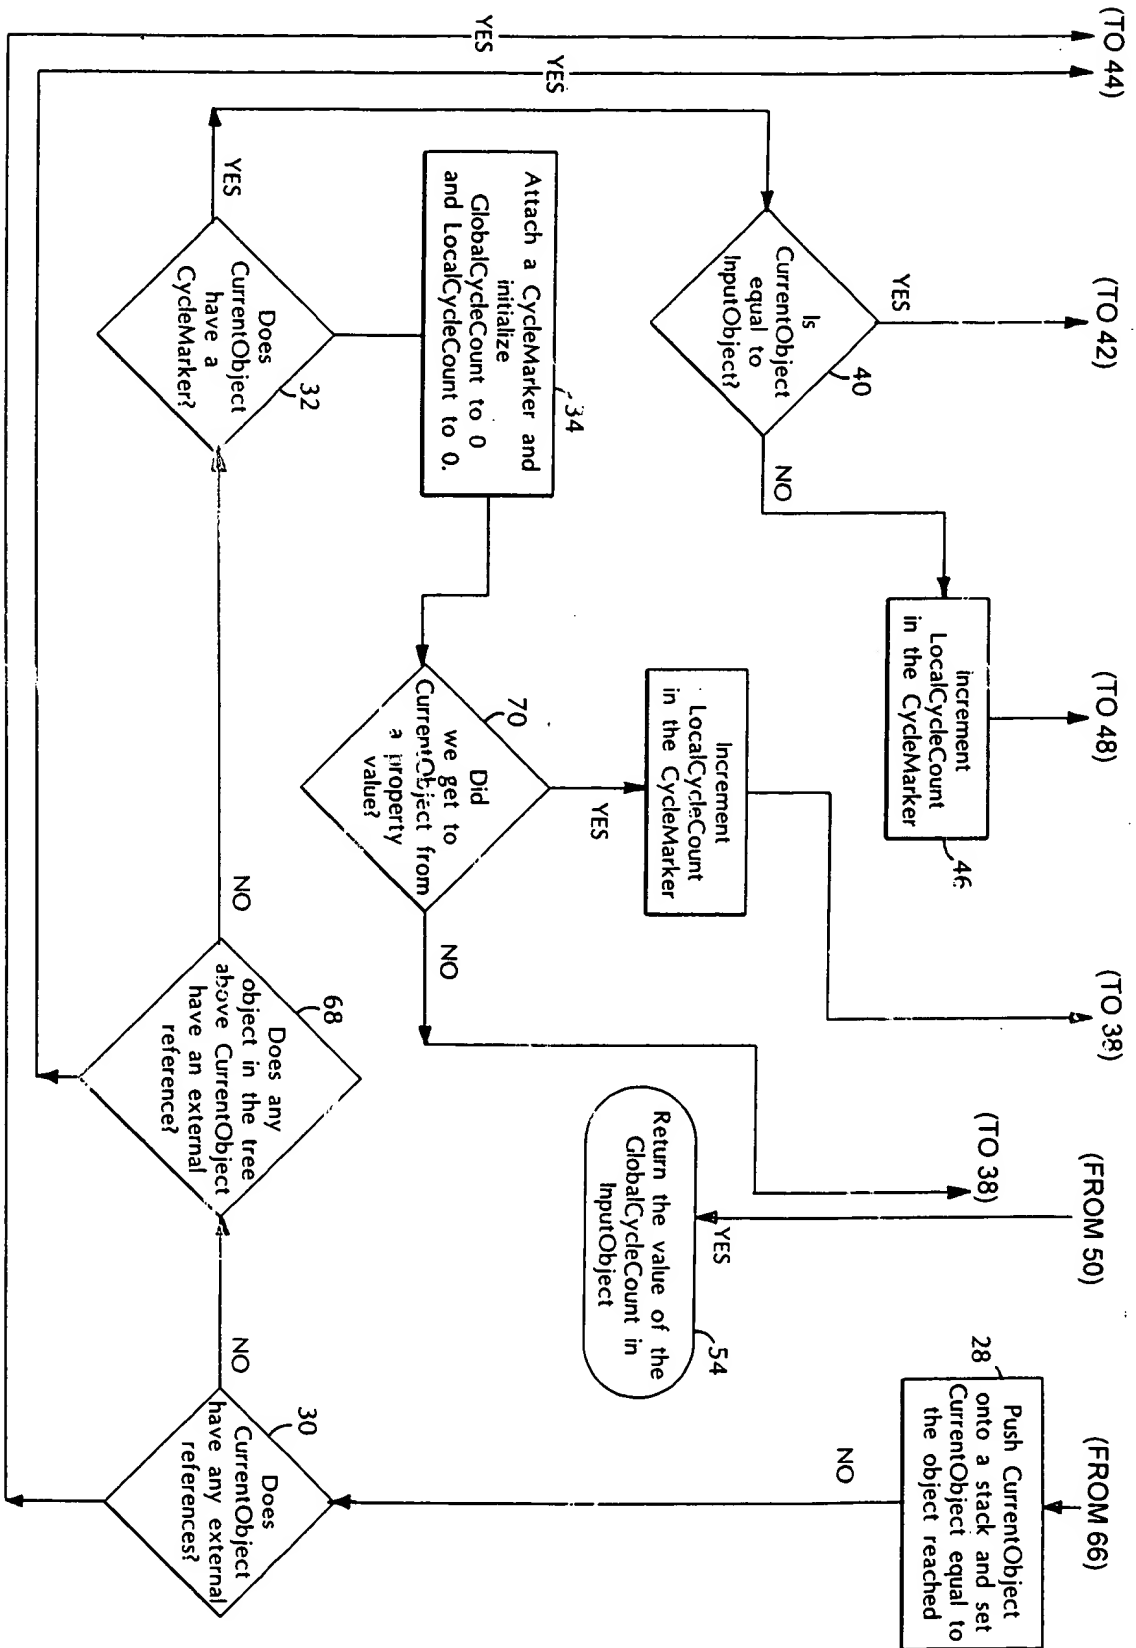 (TO 44)
(TO 42)
(TO 48)
(TO 38)
(TO 38)
(FROM 50)
(FROM 66)
YES
YES
YES
Is
CurrentObject
equal to
InputObject?
40
NO
increment
LocalCycleCount
in the CycleMarker
46
Push CurrentObject
onto a stack and set
CurrentObject equal to
the object reached
28
Increment
LocalCycleCount
in the CycleMarker
Return the value of the
GlobalCycleCount in
InputObject
54
YES
YES
Attach a CycleMarker and
initialize
GlobalCycleCount to 0
and LocalCycleCount to 0.
34
Did
we get to
CurrentObject from
a property
value?
70
NO
NO
YES
Does
CurrentObject
have a
CycleMarker?
32
NO
Does any
object in the tree
above CurrentObject
have an external
reference?
68
NO
Does
CurrentObject
have any external
references?
30